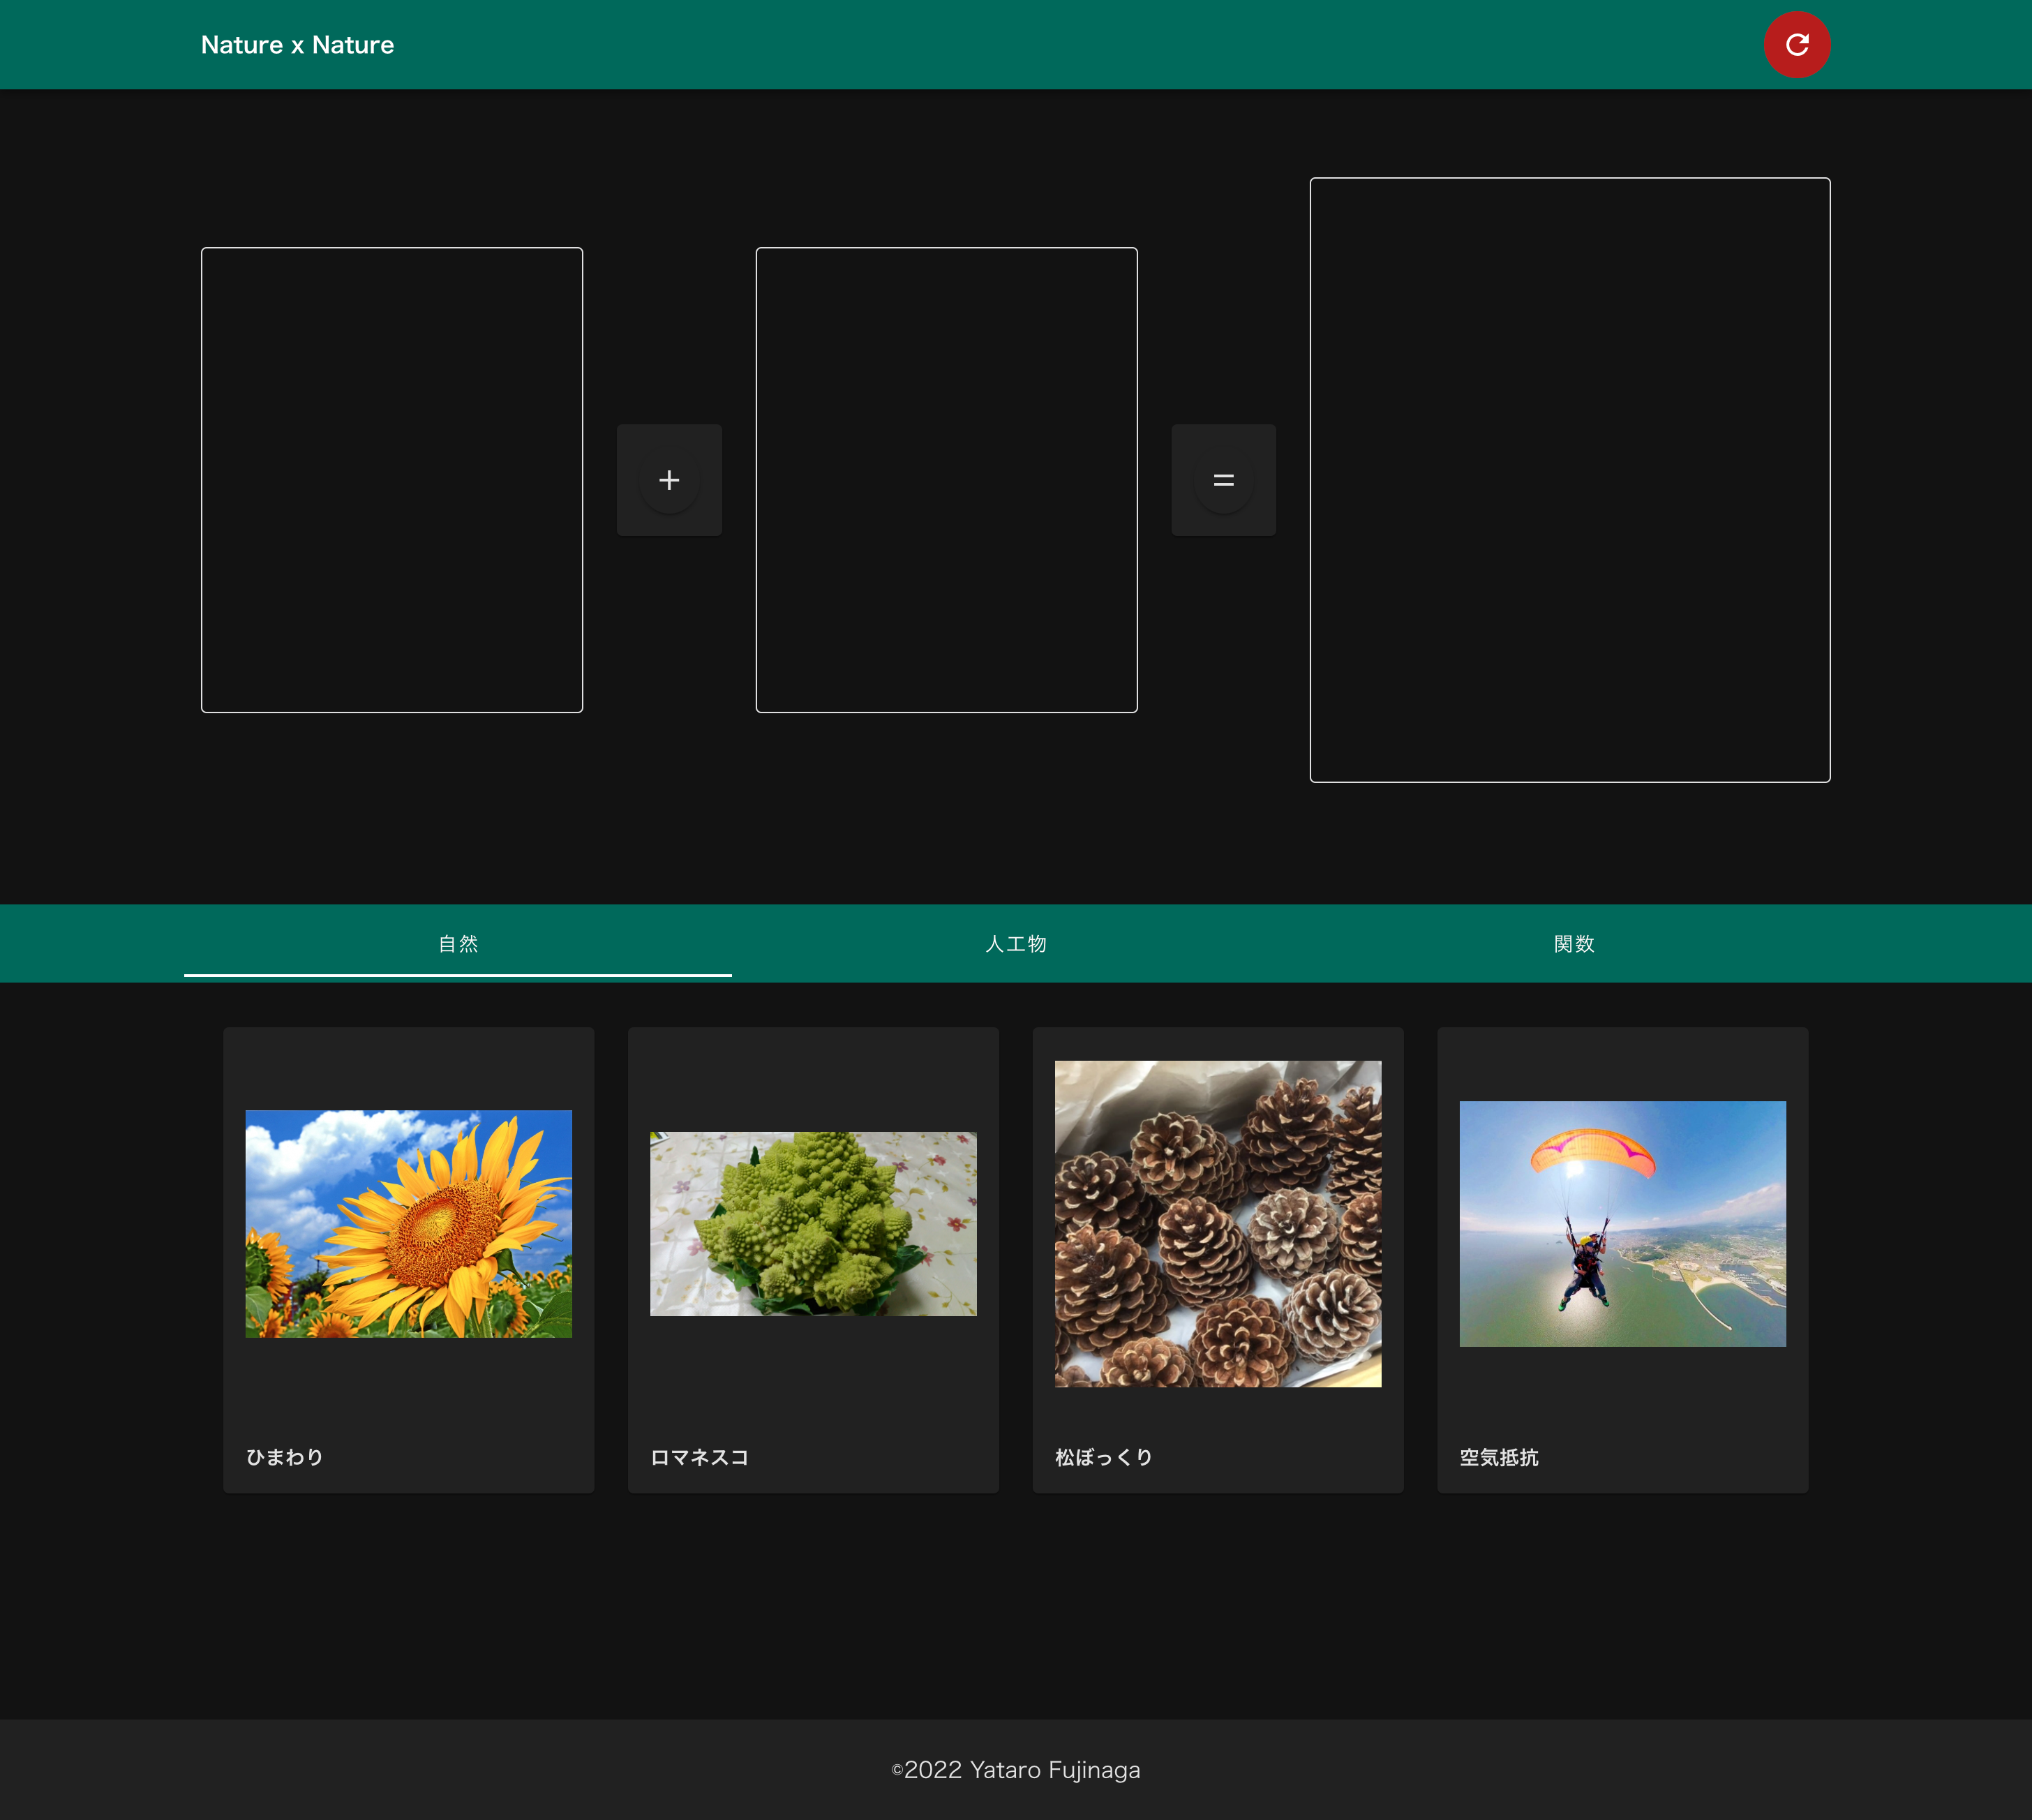 Nature x Nature
+
=
自然
人工物
関数
ひまわり
ロマネスコ
松ぼっくり
空気抵抗
©2022 Yataro Fujinaga